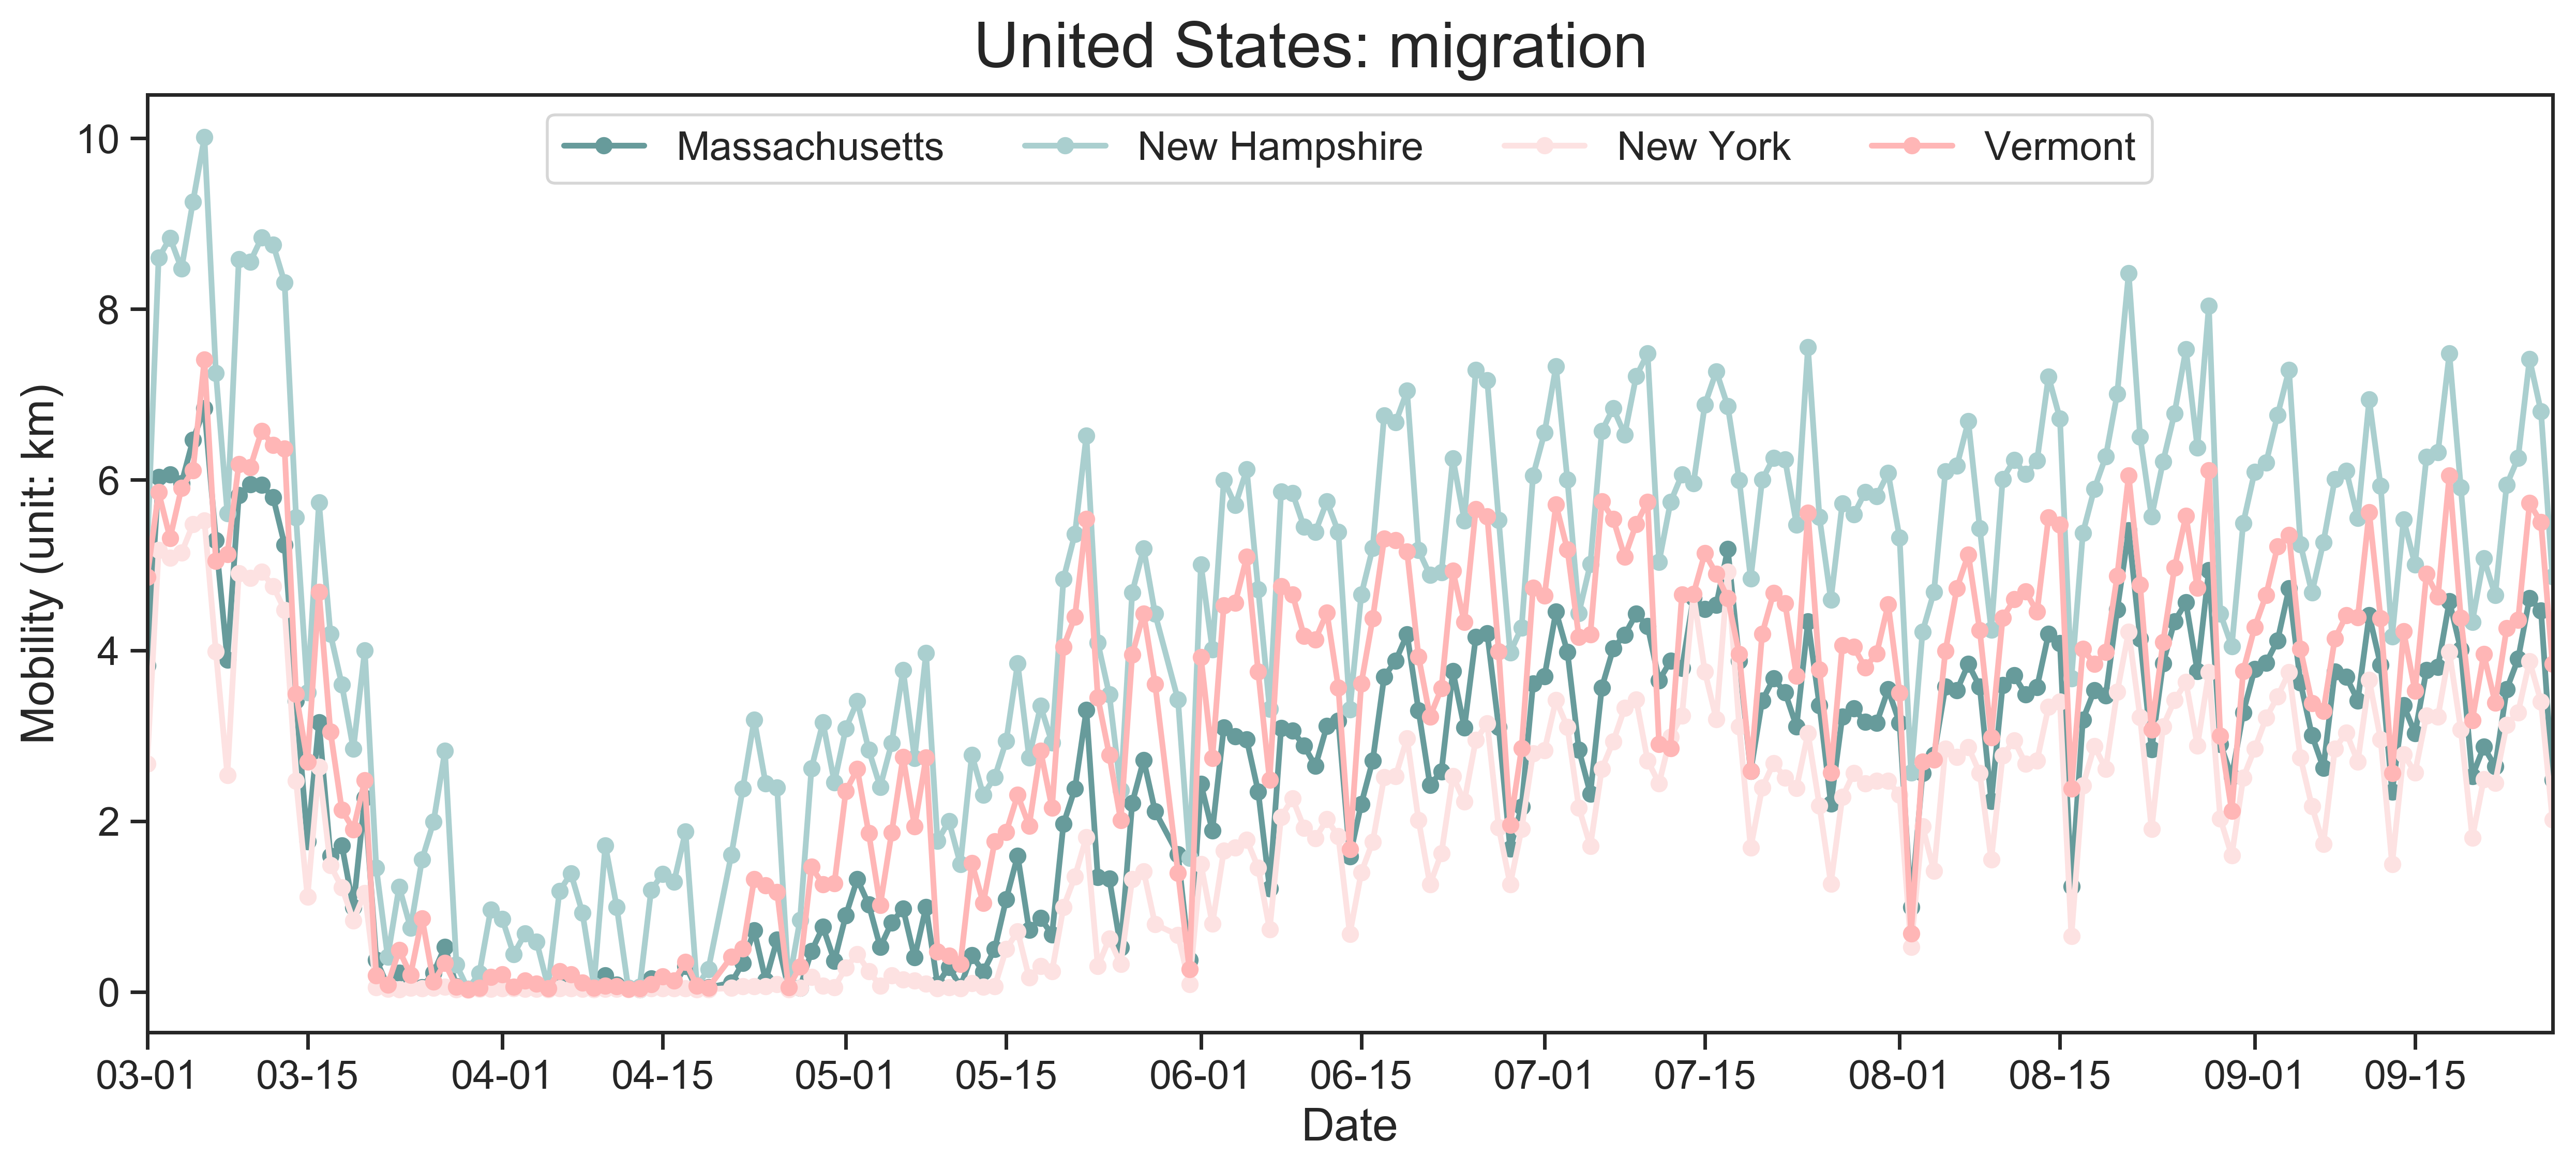 United States: migration
Massachusetts New Hampshire New York Vermont
Mobility (unit: km)
10
8
6
4
2
0
03-01 03-15 04-01 04-15 05-01 05-15 06-01 06-15 07-01 07-15 08-01 08-15 09-01 09-15
Date